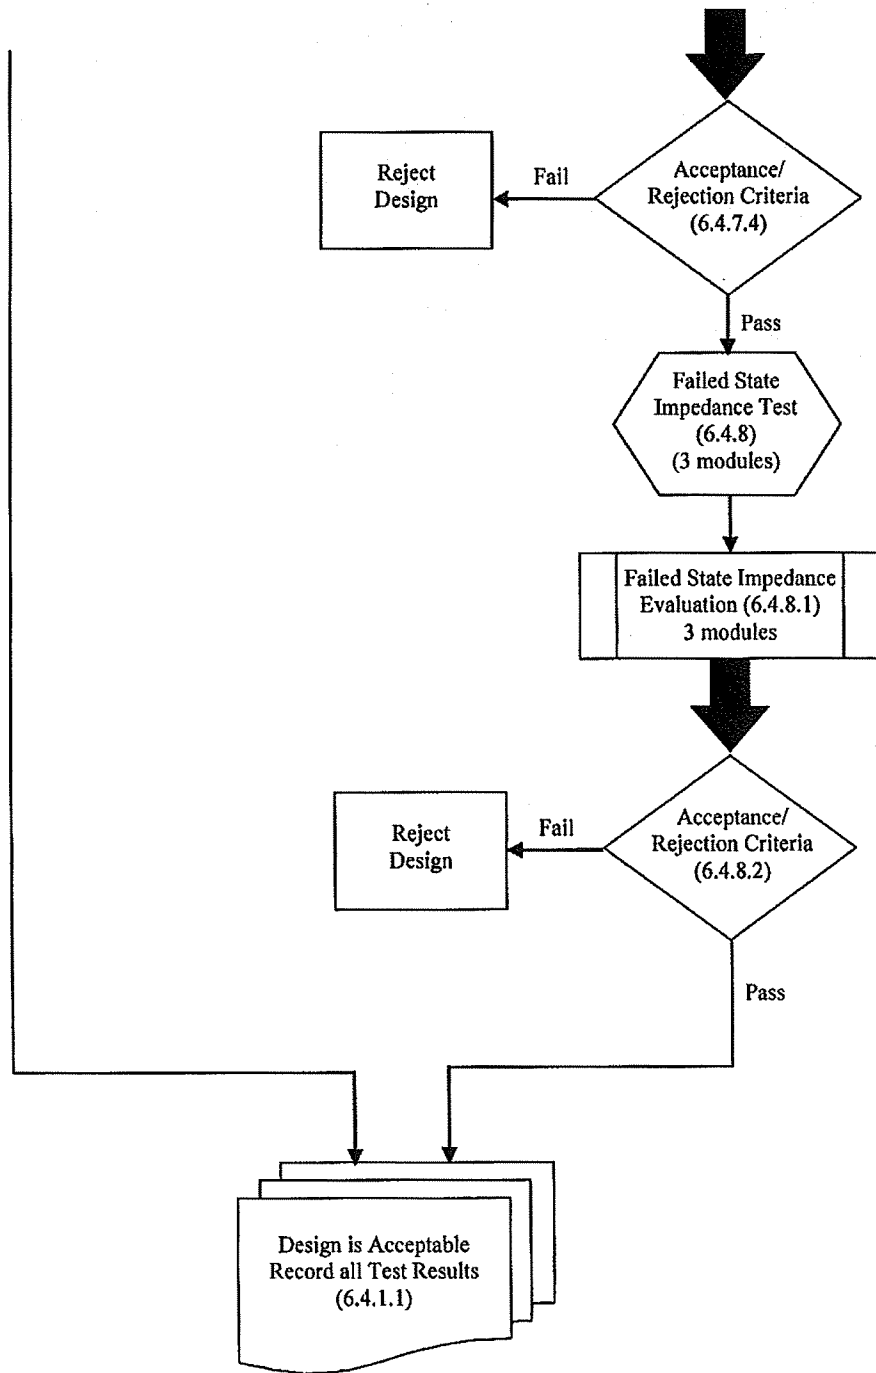 Acceptance/
Rejection Criteria
(6.4.7.4)
Fail
Reject
Design
Pass
Failed State
Impedance Test
(6.4.8)
(3 modules)
Failed State Impedance
Evaluation (6.4.8.1)
3 modules
Acceptance/
Rejection Criteria
(6.4.8.2)
Fail
Reject
Design
Pass
Design is Acceptable
Record all Test Results
(6.4.1.1)